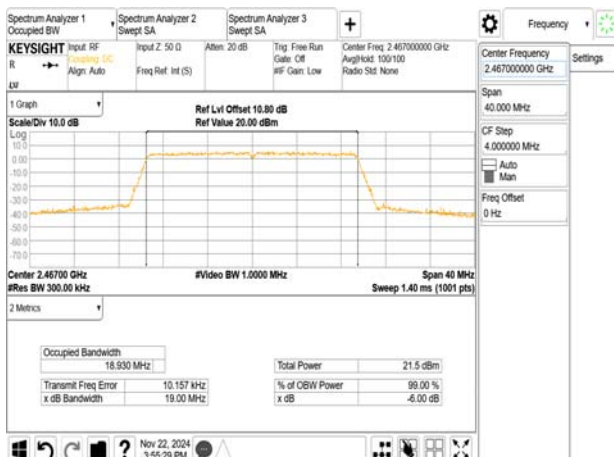 Spectrum Analyzer 1
Occupied BW
Spectrum Analyzer 2
Swept SA
Spectrum Analyzer 3
Swept SA
+
Frequency
KEYSIGHT
R
Input: RF
Coupling: DC
Align: Auto
Input Z: 50 Ω
Freq Ref: Int (S)
Atten: 20 dB
Trig: Free Run
Gate: Off
#IF Gain: Low
Center Freq: 2.467000000 GHz
Avg|Hold: 100/100
Radio Std: None
Center Frequency
2.467000000 GHz
Settings
Span
40.000 MHz
CF Step
4.000000 MHz
Auto
Man
Freq Offset
0 Hz
1 Graph
Scale/Div 10.0 dB
Ref Lvl Offset 10.80 dB
Ref Value 20.00 dBm
Log
10.0
0.00
-10.0
-20.0
-30.0
-40.0
-50.0
-60.0
-70.0
Center 2.46700 GHz
#Res BW 300.00 kHz
#Video BW 1.0000 MHz
Span 40 MHz
Sweep 1.40 ms (1001 pts)
2 Metrics
Occupied Bandwidth
18.930 MHz
Total Power 21.5 dBm
Transmit Freq Error 10.157 kHz
% of OBW Power 99.00 %
x dB Bandwidth 19.00 MHz
x dB -6.00 dB
?
Nov 22, 2024
3:55:29 PM